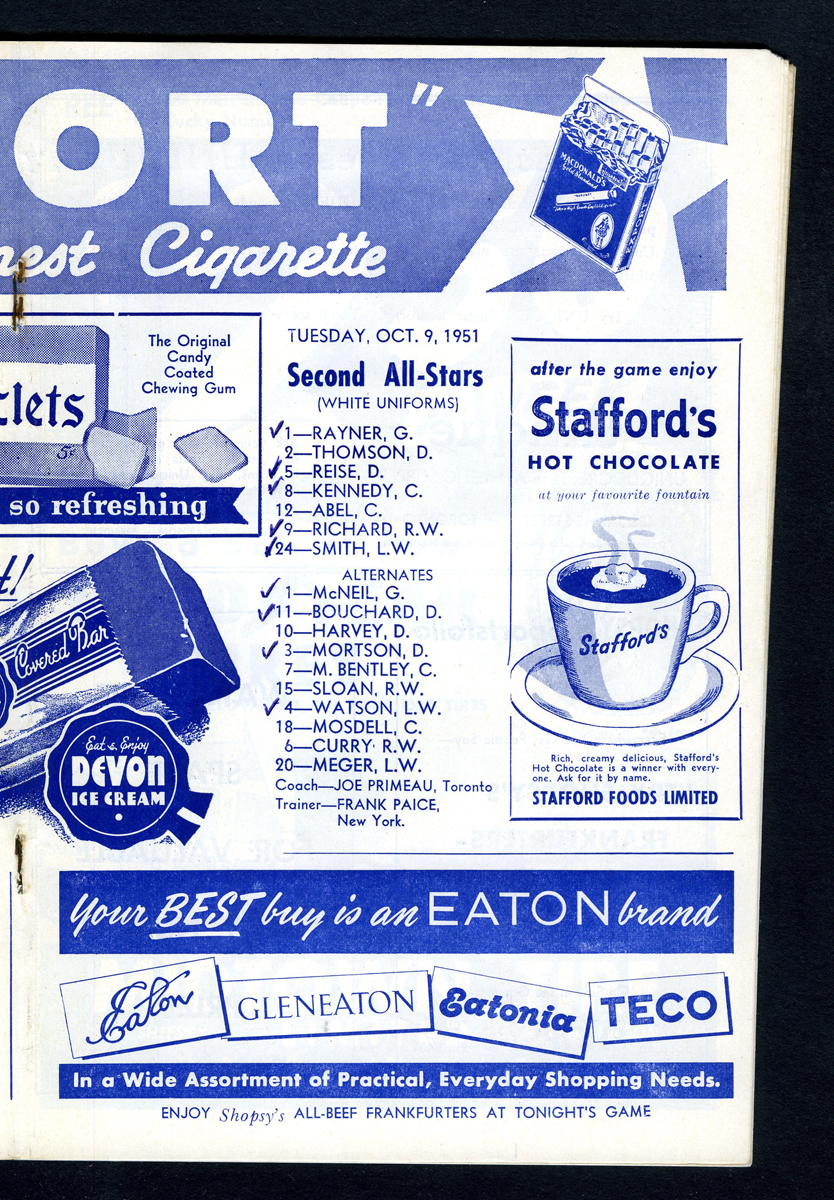 ORT"
est Cigarette
MACDONALD'S
Gold Standard
EXPORT
The Original
Candy
Coated
Chewing Gum
clets
5¢
so refreshing
t!
Covered Bar
Eat & Enjoy
DEVON
ICE CREAM
TUESDAY, OCT. 9, 1951
Second All-Stars
(WHITE UNIFORMS)
1—RAYNER, G.
2—THOMSON, D.
5—REISE, D.
8—KENNEDY, C.
12—ABEL, C.
9—RICHARD, R.W.
24—SMITH, L.W.
ALTERNATES
1—McNEIL, G.
11—BOUCHARD, D.
10—HARVEY, D.
3—MORTSON, D.
7—M. BENTLEY, C.
15—SLOAN, R.W.
4—WATSON, L.W.
18—MOSDELL, C.
6—CURRY, R.W.
20—MEGER, L.W.
Coach—JOE PRIMEAU, Toronto
Trainer—FRANK PAICE,
New York.
after the game enjoy
Stafford's
HOT CHOCOLATE
at your favourite fountain
Stafford's
Rich, creamy delicious, Stafford's
Hot Chocolate is a winner with every-
one. Ask for it by name.
STAFFORD FOODS LIMITED
Your BEST buy is an EATON brand
Eaton
GLENEATON
Eatonia
TECO
In a Wide Assortment of Practical, Everyday Shopping Needs.
ENJOY Shopsy's ALL-BEEF FRANKFURTERS AT TONIGHT'S GAME